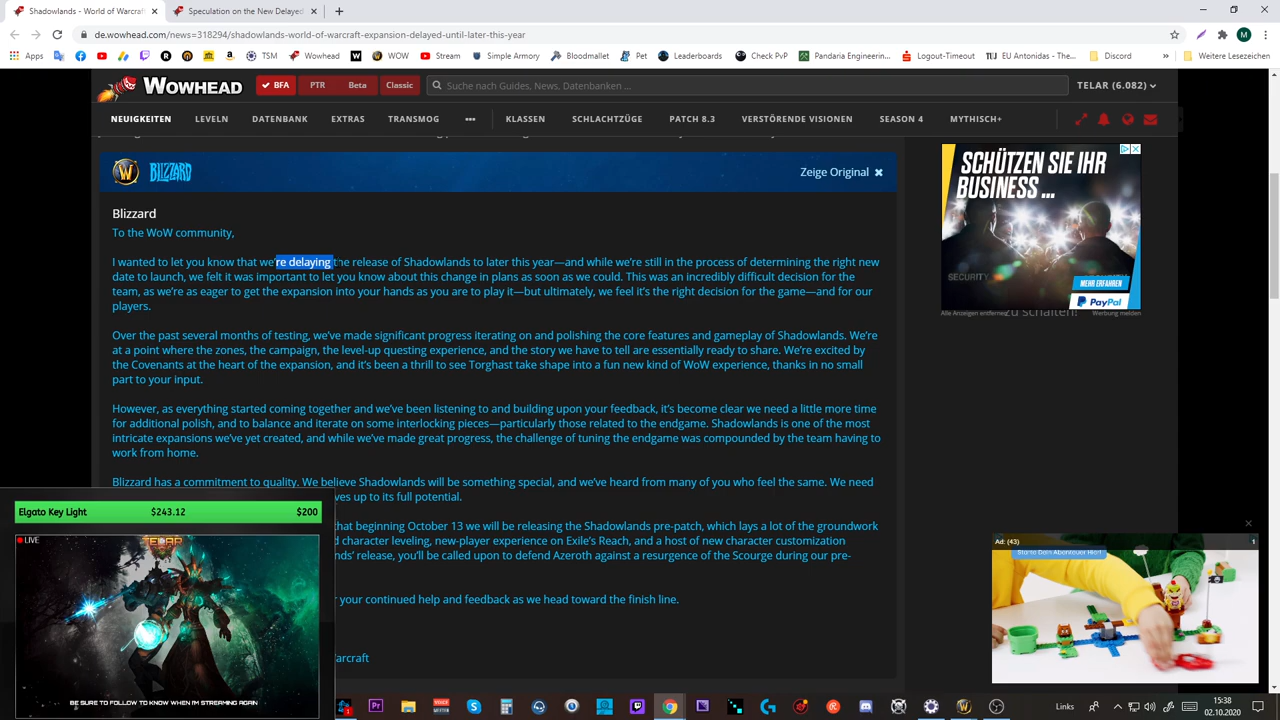 Shadowlands - World of Warcraf
Speculation on the New Delayed
de.wowhead.com/news=318294/shadowlands-world-of-warcraft-expansion-delayed-until-later-this-year
M
Apps
TSM
Wowhead
WOW
Stream
Simple Armory
Bloodmallet
Pet
Leaderboards
Check PvP
Pandaria Engineerin...
Logout-Timeout
EU Antonidas - The...
Discord
»
Weitere Lesezeichen
WOWHEAD
BFA
PTR
Beta
Classic
Suche nach Guides, News, Datenbanken ...
TELAR (6.082)
NEUIGKEITEN
LEVELN
DATENBANK
EXTRAS
TRANSMOG
•••
KLASSEN
SCHLACHTZÜGE
PATCH 8.3
VERSTÖRENDE VISIONEN
SEASON 4
MYTHISCH+
BLIZZARD
Zeige Original ✖
Blizzard
To the WoW community,
I wanted to let you know that we're delaying the release of Shadowlands to later this year—and while we're still in the process of determining the right new
date to launch, we felt it was important to let you know about this change in plans as soon as we could. This was an incredibly difficult decision for the
team, as we're as eager to get the expansion into your hands as you are to play it—but ultimately, we feel it's the right decision for the game—and for our
players.
Over the past several months of testing, we've made significant progress iterating on and polishing the core features and gameplay of Shadowlands. We're
at a point where the zones, the campaign, the level-up questing experience, and the story we have to tell are essentially ready to share. We're excited by
the Covenants at the heart of the expansion, and it's been a thrill to see Torghast take shape into a fun new kind of WoW experience, thanks in no small
part to your input.
However, as everything started coming together and we've been listening to and building upon your feedback, it's become clear we need a little more time
for additional polish, and to balance and iterate on some interlocking pieces—particularly those related to the endgame. Shadowlands is one of the most
intricate expansions we've yet created, and while we've made great progress, the challenge of tuning the endgame was compounded by the team having to
work from home.
Blizzard has a commitment to quality. We believe Shadowlands will be something special, and we've heard from many of you who feel the same. We need
ves up to its full potential.
that beginning October 13 we will be releasing the Shadowlands pre-patch, which lays a lot of the groundwork
d character leveling, new-player experience on Exile's Reach, and a host of new character customization
nds' release, you'll be called upon to defend Azeroth against a resurgence of the Scourge during our pre-
r your continued help and feedback as we head toward the finish line.
arcraft
SCHÜTZEN SIE IHR
BUSINESS ...
SECURITY
MEHR ERFAHREN
PayPal
Alle Anzeigen entfernen
zu schalten!
Werbung melden
Elgato Key Light
$243.12
$200
LIVE
TELAR
BE SURE TO FOLLOW TO KNOW WHEN I'M STREAMING AGAIN
Ad: (43)
1
Starte Dein Abenteuer Hier!
Links
15:38
02.10.2020